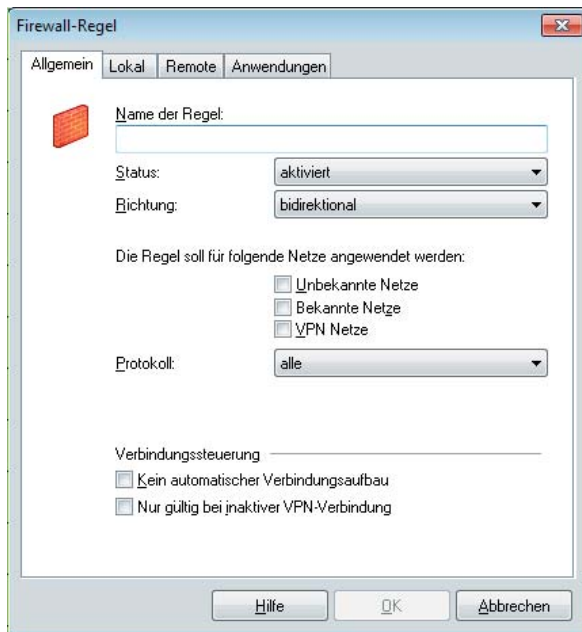 Firewall-Regel
Allgemein Lokal Remote Anwendungen
Name der Regel:
Status: aktiviert
Richtung: bidirektional
Die Regel soll für folgende Netze angewendet werden:
Unbekannte Netze
Bekannte Netze
VPN Netze
Protokoll: alle
Verbindungssteuerung
Kein automatischer Verbindungsaufbau
Nur gültig bei inaktiver VPN-Verbindung
Hilfe OK Abbrechen